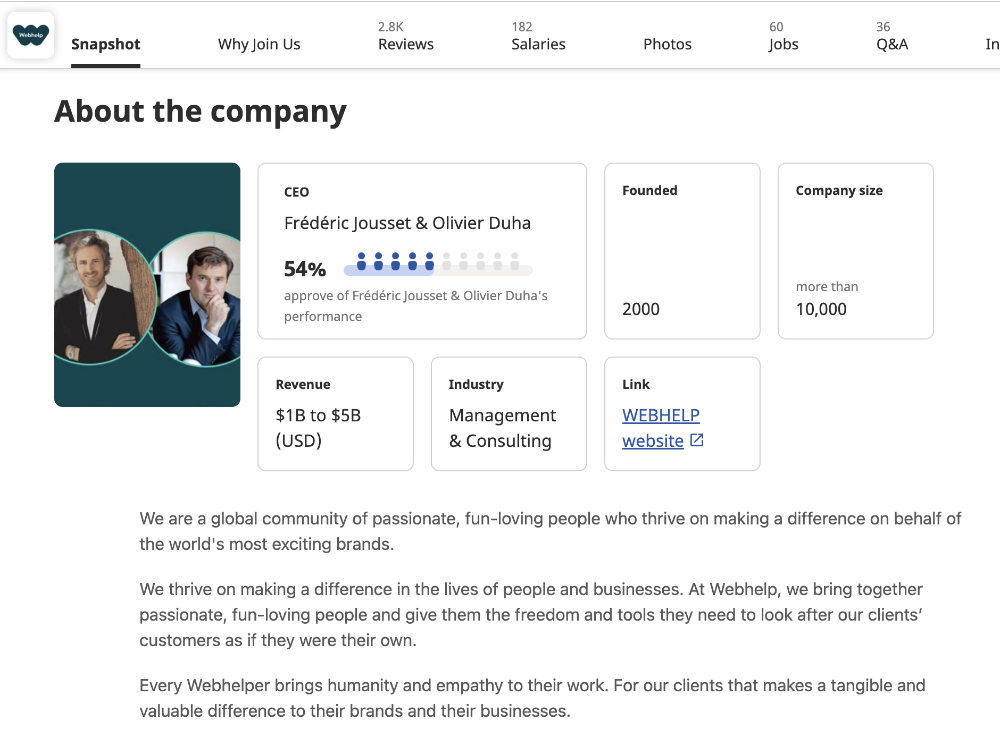 Webhelp
Snapshot
Why Join Us
2.8K
Reviews
182
Salaries
Photos
60
Jobs
36
Q&A
In
About the company
CEO
Frédéric Jousset & Olivier Duha
54%
approve of Frédéric Jousset & Olivier Duha's
performance
Founded
2000
Company size
more than
10,000
Revenue
$1B to $5B
(USD)
Industry
Management
& Consulting
Link
WEBHELP
website
We are a global community of passionate, fun-loving people who thrive on making a difference on behalf of
the world's most exciting brands.
We thrive on making a difference in the lives of people and businesses. At Webhelp, we bring together
passionate, fun-loving people and give them the freedom and tools they need to look after our clients’
customers as if they were their own.
Every Webhelper brings humanity and empathy to their work. For our clients that makes a tangible and
valuable difference to their brands and their businesses.